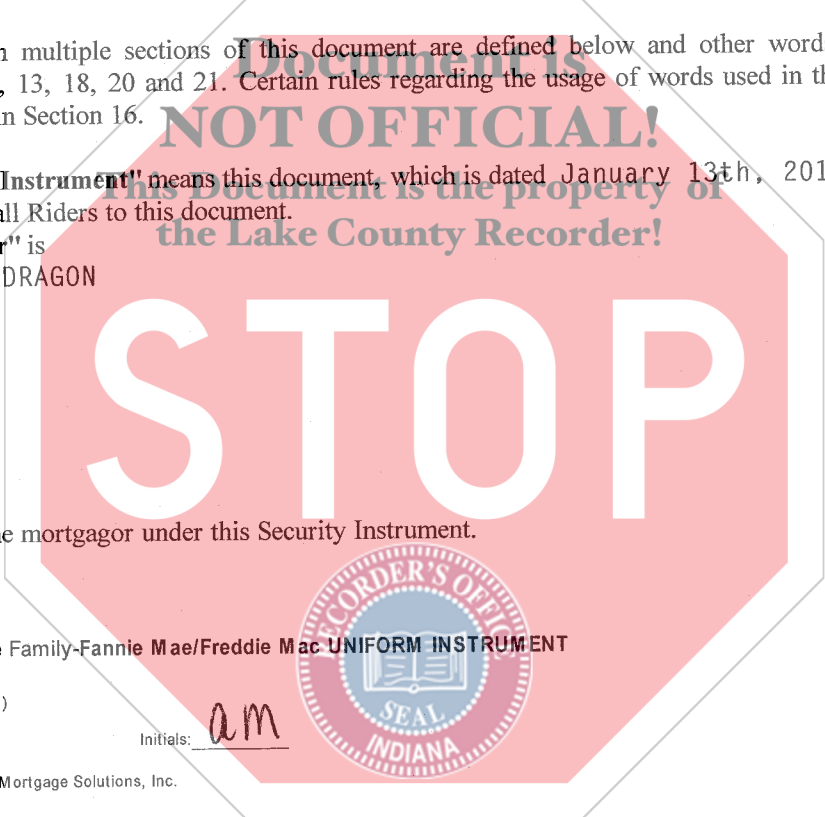 multiple sections of this document are defined below and other word
, 13, 18, 20 and 21. Certain rules regarding the usage of words used in th
in Section 16.
Document is
NOT OFFICIAL!
This Document is the property of
the Lake County Recorder!
Instrument" means this document, which is dated January 13th, 201
all Riders to this document.
r" is
DRAGON
STOP
e mortgagor under this Security Instrument.
RECORDER'S OFFICE
SEAL
INDIANA
e Family-Fannie Mae/Freddie Mac UNIFORM INSTRUMENT
)
Initials: am
Mortgage Solutions, Inc.